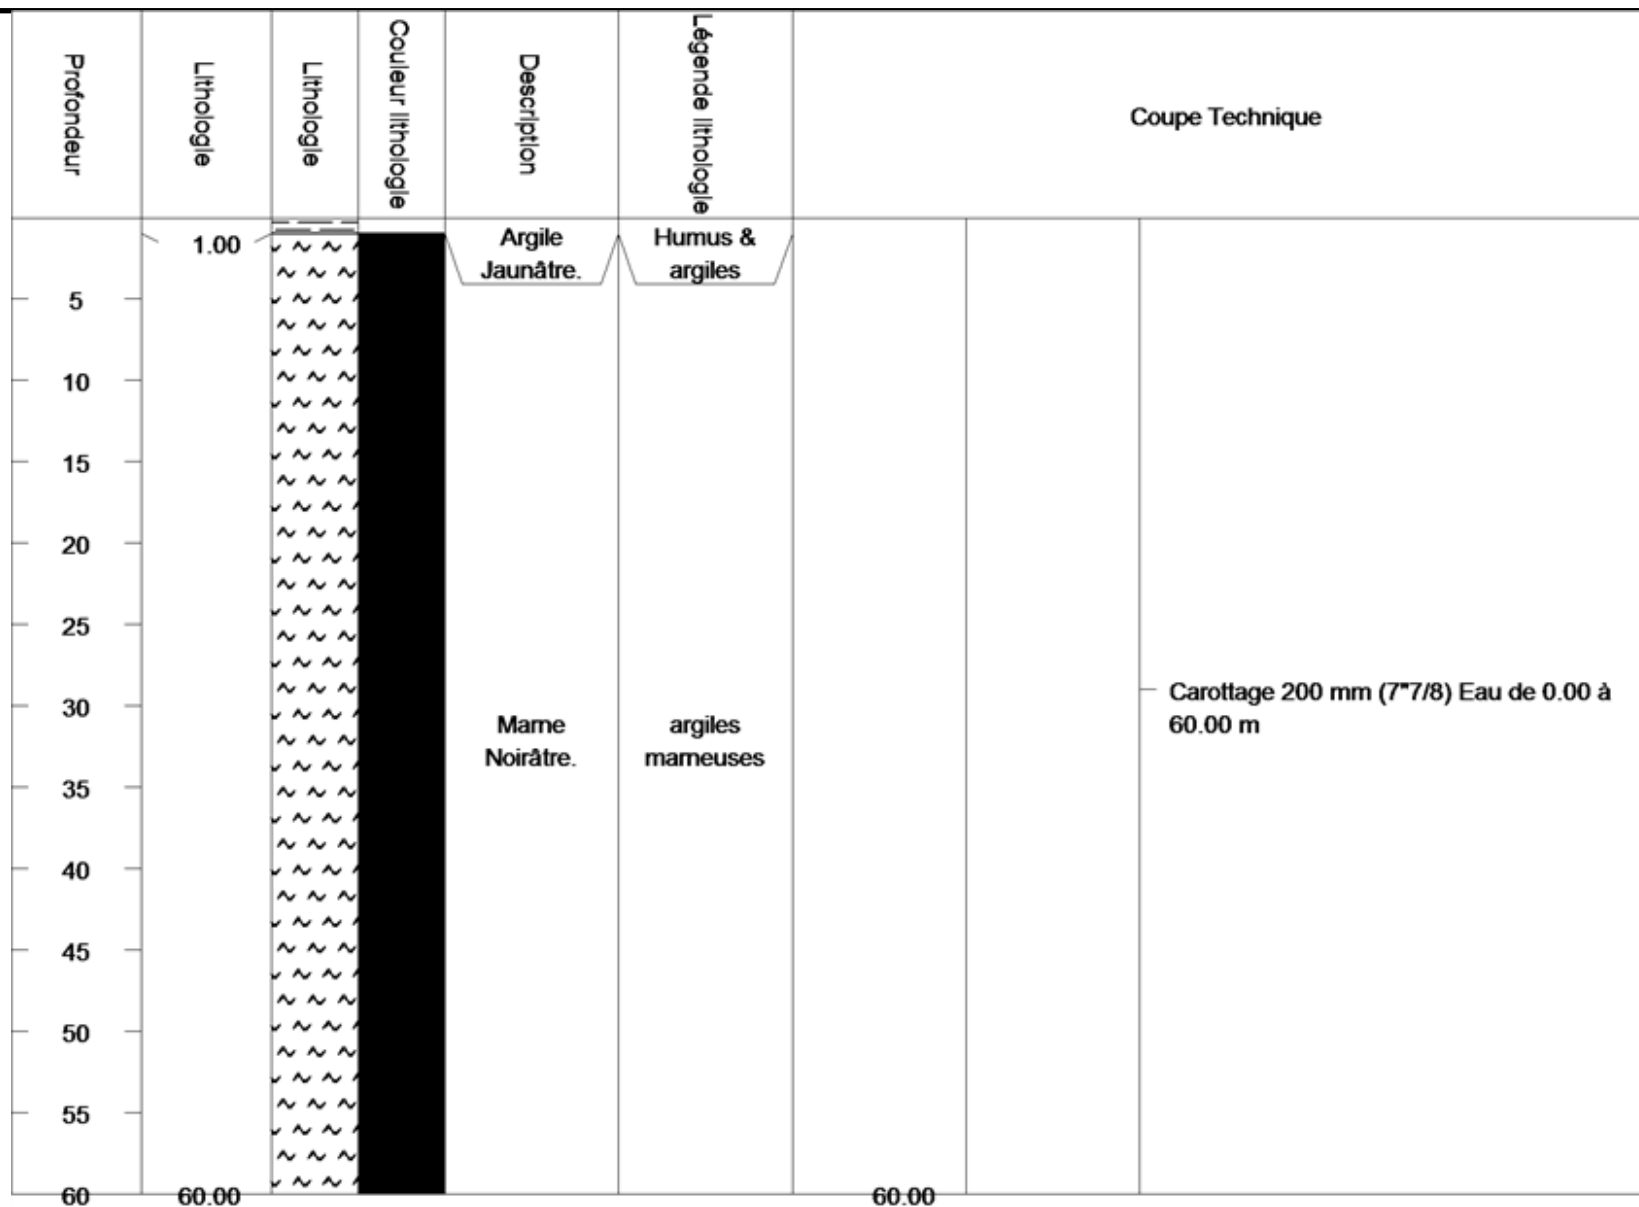 Profondeur
Lithologie
Lithologie
Couleur lithologie
Description
Légende lithologie
Coupe Technique
1.00
Argile
Jaunâtre.
Humus &
argiles
5
10
15
20
25
30
35
40
45
50
55
60
Marne
Noirâtre.
argiles
marneuses
Carottage 200 mm (7"7/8) Eau de 0.00 à
60.00 m
60.00
60.00